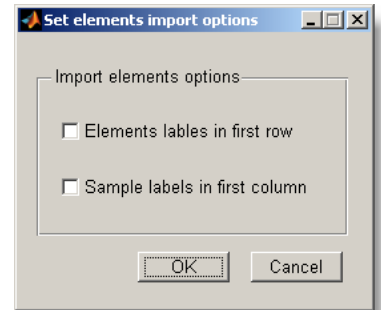 Set elements import options
Import elements options
Elements lables in first row
Sample labels in first column
OK Cancel